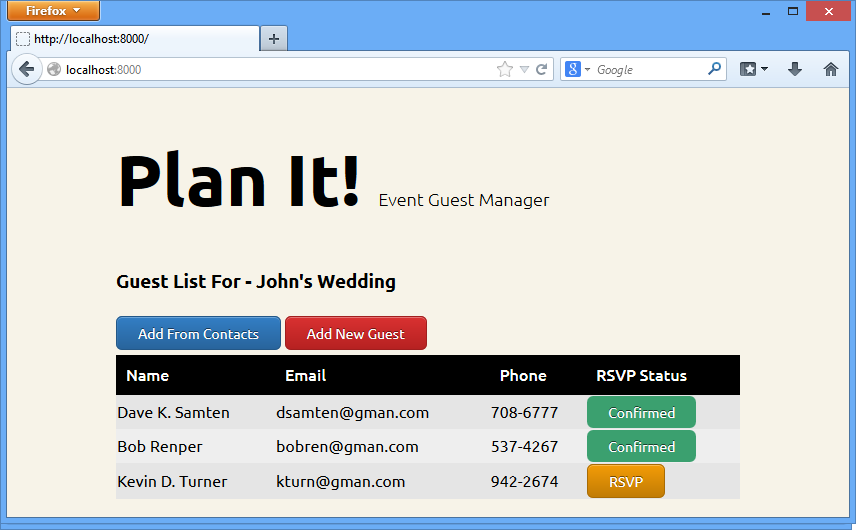 Firefox
http://localhost:8000/
localhost:8000
Google
Plan It! Event Guest Manager
Guest List For - John's Wedding
Add From Contacts Add New Guest
Name Email Phone RSVP Status
Dave K. Samten dsamten@gman.com 708-6777 Confirmed
Bob Renper bobren@gman.com 537-4267 Confirmed
Kevin D. Turner kturn@gman.com 942-2674 RSVP